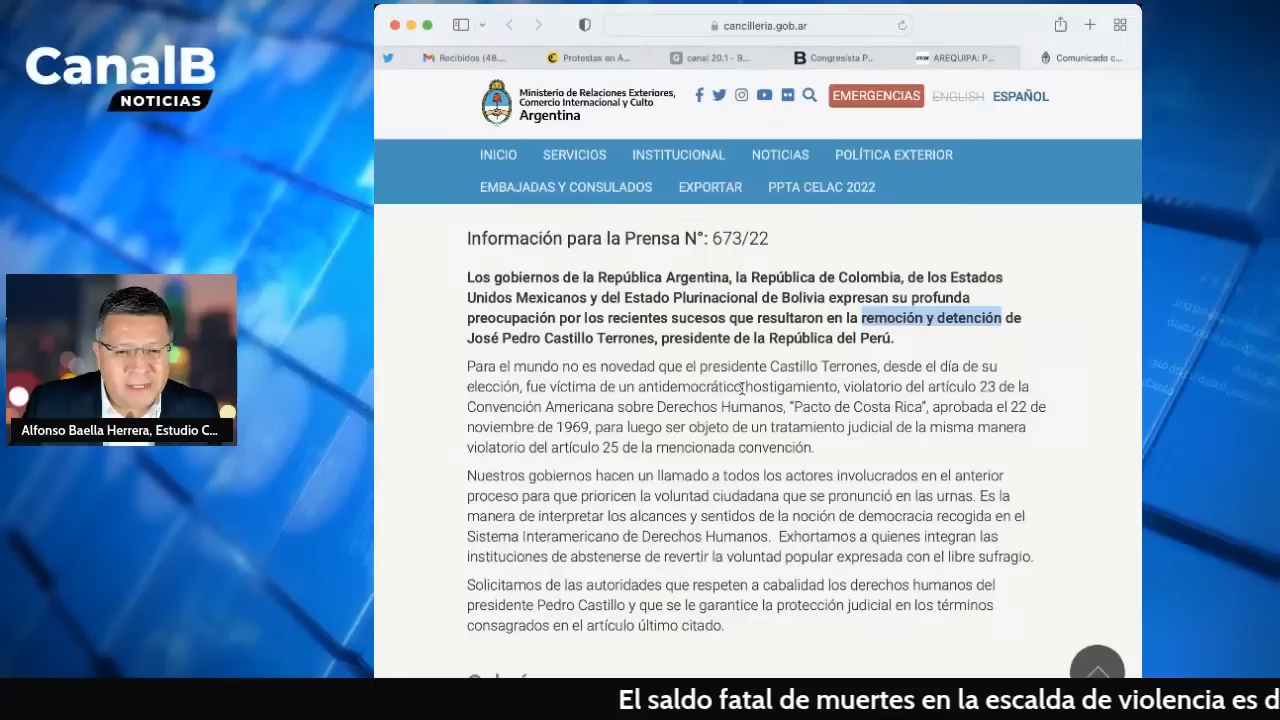 CanalB
NOTICIAS
cancilleria.gob.ar
Recibidos (48....
Protestas en A...
canal 20.1 - B...
Congresista P...
AREQUIPA: P...
Comunicado c...
Ministerio de Relaciones Exteriores,
Comercio Internacional y Culto
Argentina
EMERGENCIAS
ENGLISH
ESPAÑOL
INICIO
SERVICIOS
INSTITUCIONAL
NOTICIAS
POLÍTICA EXTERIOR
EMBAJADAS Y CONSULADOS
EXPORTAR
PPTA CELAC 2022
Información para la Prensa N°: 673/22
Los gobiernos de la República Argentina, la República de Colombia, de los Estados
Unidos Mexicanos y del Estado Plurinacional de Bolivia expresan su profunda
preocupación por los recientes sucesos que resultaron en la remoción y detención de
José Pedro Castillo Terrones, presidente de la República del Perú.
Para el mundo no es novedad que el presidente Castillo Terrones, desde el día de su
elección, fue víctima de un antidemocrático hostigamiento, violatorio del artículo 23 de la
Convención Americana sobre Derechos Humanos, “Pacto de Costa Rica”, aprobada el 22 de
noviembre de 1969, para luego ser objeto de un tratamiento judicial de la misma manera
violatorio del artículo 25 de la mencionada convención.
Nuestros gobiernos hacen un llamado a todos los actores involucrados en el anterior
proceso para que prioricen la voluntad ciudadana que se pronunció en las urnas. Es la
manera de interpretar los alcances y sentidos de la noción de democracia recogida en el
Sistema Interamericano de Derechos Humanos. Exhortamos a quienes integran las
instituciones de abstenerse de revertir la voluntad popular expresada con el libre sufragio.
Solicitamos de las autoridades que respeten a cabalidad los derechos humanos del
presidente Pedro Castillo y que se le garantice la protección judicial en los términos
consagrados en el artículo último citado.
Alfonso Baella Herrera, Estudio C...
El saldo fatal de muertes en la escalda de violencia es d